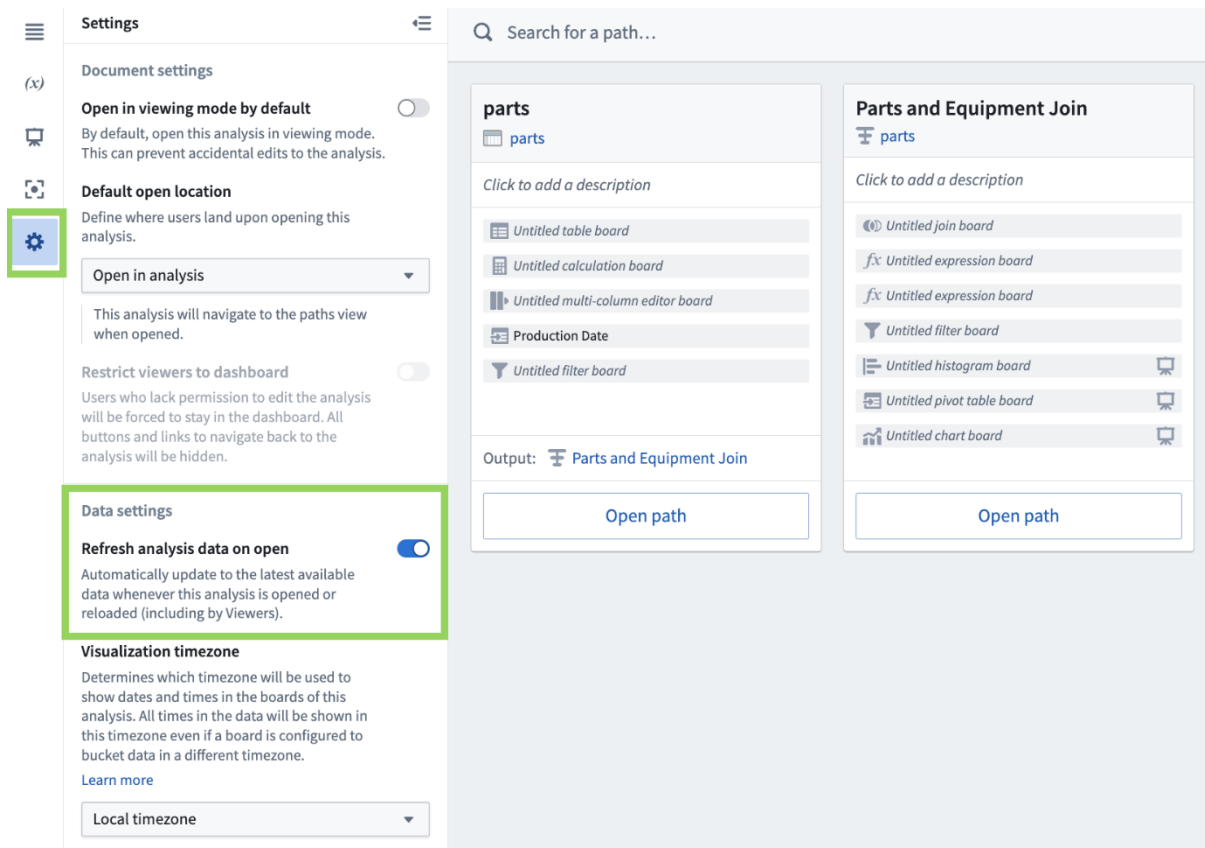 Settings
Document settings
Open in viewing mode by default
By default, open this analysis in viewing mode.
This can prevent accidental edits to the analysis.
Default open location
Define where users land upon opening this
analysis.
Open in analysis
This analysis will navigate to the paths view
when opened.
Restrict viewers to dashboard
Users who lack permission to edit the analysis
will be forced to stay in the dashboard. All
buttons and links to navigate back to the
analysis will be hidden.
Data settings
Refresh analysis data on open
Automatically update to the latest available
data whenever this analysis is opened or
reloaded (including by Viewers).
Visualization timezone
Determines which timezone will be used to
show dates and times in the boards of this
analysis. All times in the data will be shown in
this timezone even if a board is configured to
bucket data in a different timezone.
Learn more
Local timezone
(x)
Search for a path...
parts
parts
Click to add a description
Untitled table board
Untitled calculation board
Untitled multi-column editor board
Production Date
Untitled filter board
Output: Parts and Equipment Join
Open path
Parts and Equipment Join
parts
Click to add a description
Untitled join board
fx Untitled expression board
fx Untitled expression board
Untitled filter board
Untitled histogram board
Untitled pivot table board
Untitled chart board
Open path